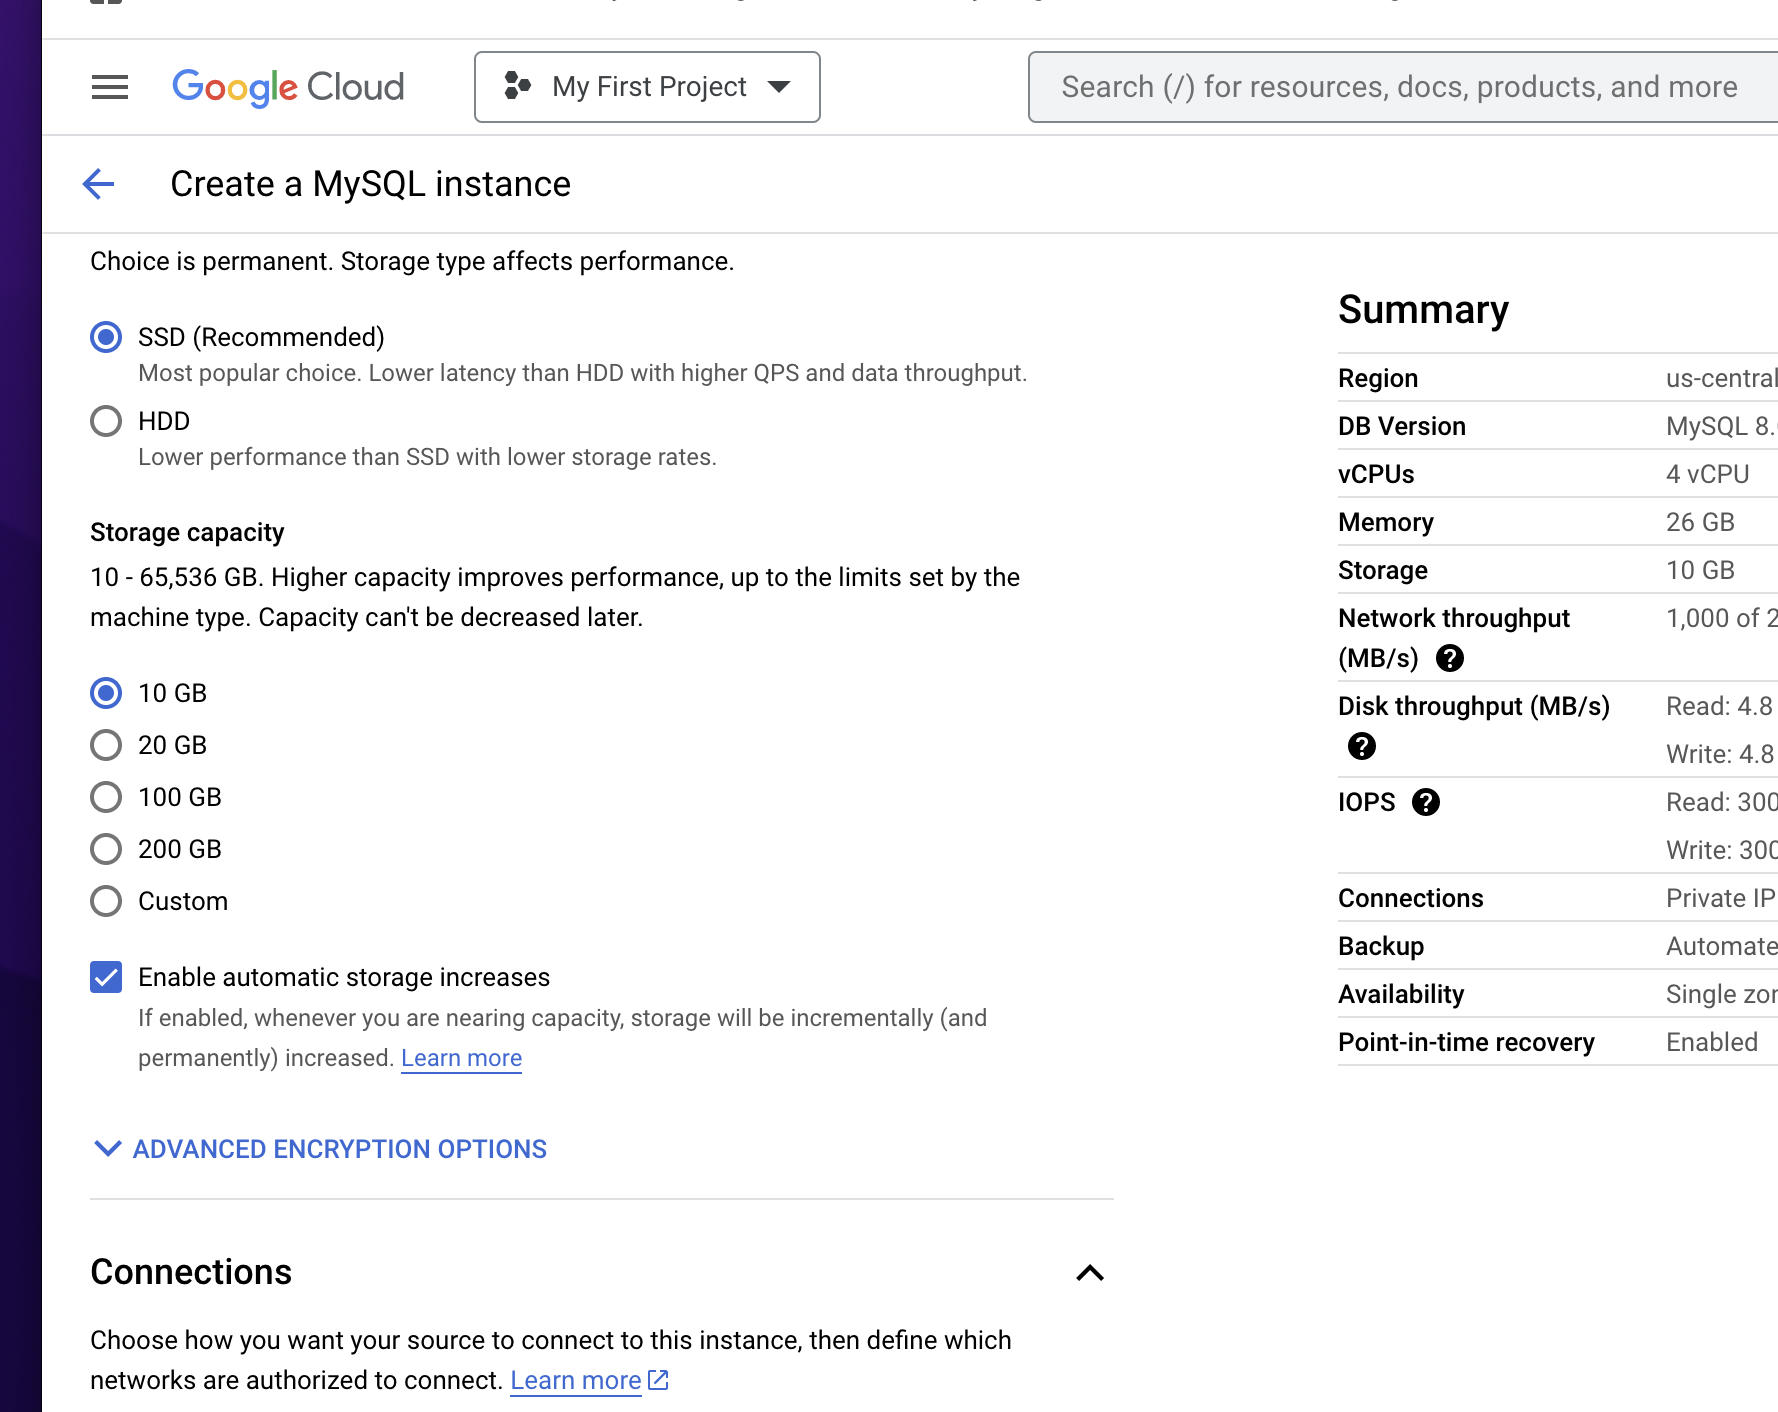 Google Cloud
My First Project
Search (/) for resources, docs, products, and more
Create a MySQL instance
Choice is permanent. Storage type affects performance.
SSD (Recommended)
Most popular choice. Lower latency than HDD with higher QPS and data throughput.
HDD
Lower performance than SSD with lower storage rates.
Storage capacity
10 - 65,536 GB. Higher capacity improves performance, up to the limits set by the
machine type. Capacity can't be decreased later.
10 GB
20 GB
100 GB
200 GB
Custom
Enable automatic storage increases
If enabled, whenever you are nearing capacity, storage will be incrementally (and
permanently) increased. Learn more
ADVANCED ENCRYPTION OPTIONS
Connections
Choose how you want your source to connect to this instance, then define which
networks are authorized to connect. Learn more
Summary
Region us-central
DB Version MySQL 8.
vCPUs 4 vCPU
Memory 26 GB
Storage 10 GB
Network throughput 1,000 of 2
(MB/s)
Disk throughput (MB/s) Read: 4.8
Write: 4.8
IOPS Read: 300
Write: 300
Connections Private IP
Backup Automate
Availability Single zon
Point-in-time recovery Enabled